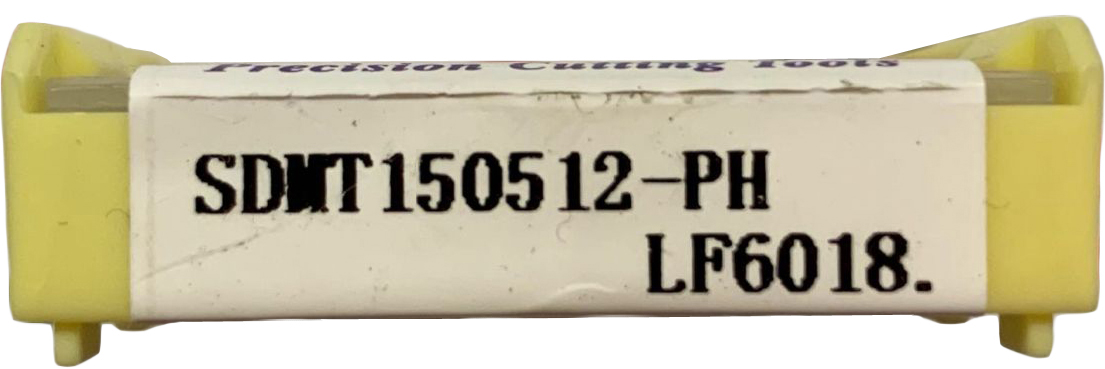 Precision Cutting Tools
SDMT150512-PH
LF6018.